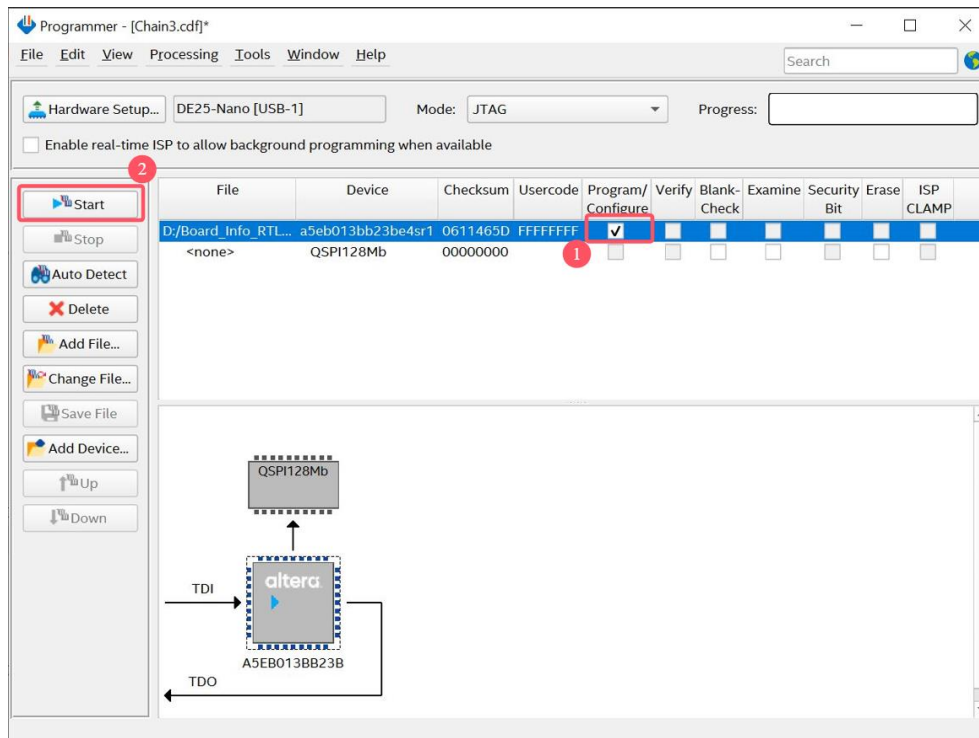 Programmer - [Chain3.cdf]*
File Edit View Processing Tools Window Help
Search
Hardware Setup... DE25-Nano [USB-1] Mode: JTAG Progress:
Enable real-time ISP to allow background programming when available
2
Start
Stop
Auto Detect
Delete
Add File...
Change File...
Save File
Add Device...
Up
Down
File Device Checksum Usercode Program/ Configure Verify Blank- Check Examine Security Bit Erase ISP CLAMP
D:/Board_Info_RTL... a5eb013bb23be4sr1 0611465D FFFFFFFF
<none> QSPI128Mb 00000000
1
QSPI128Mb
altera
TDI
A5EB013BB23B
TDO